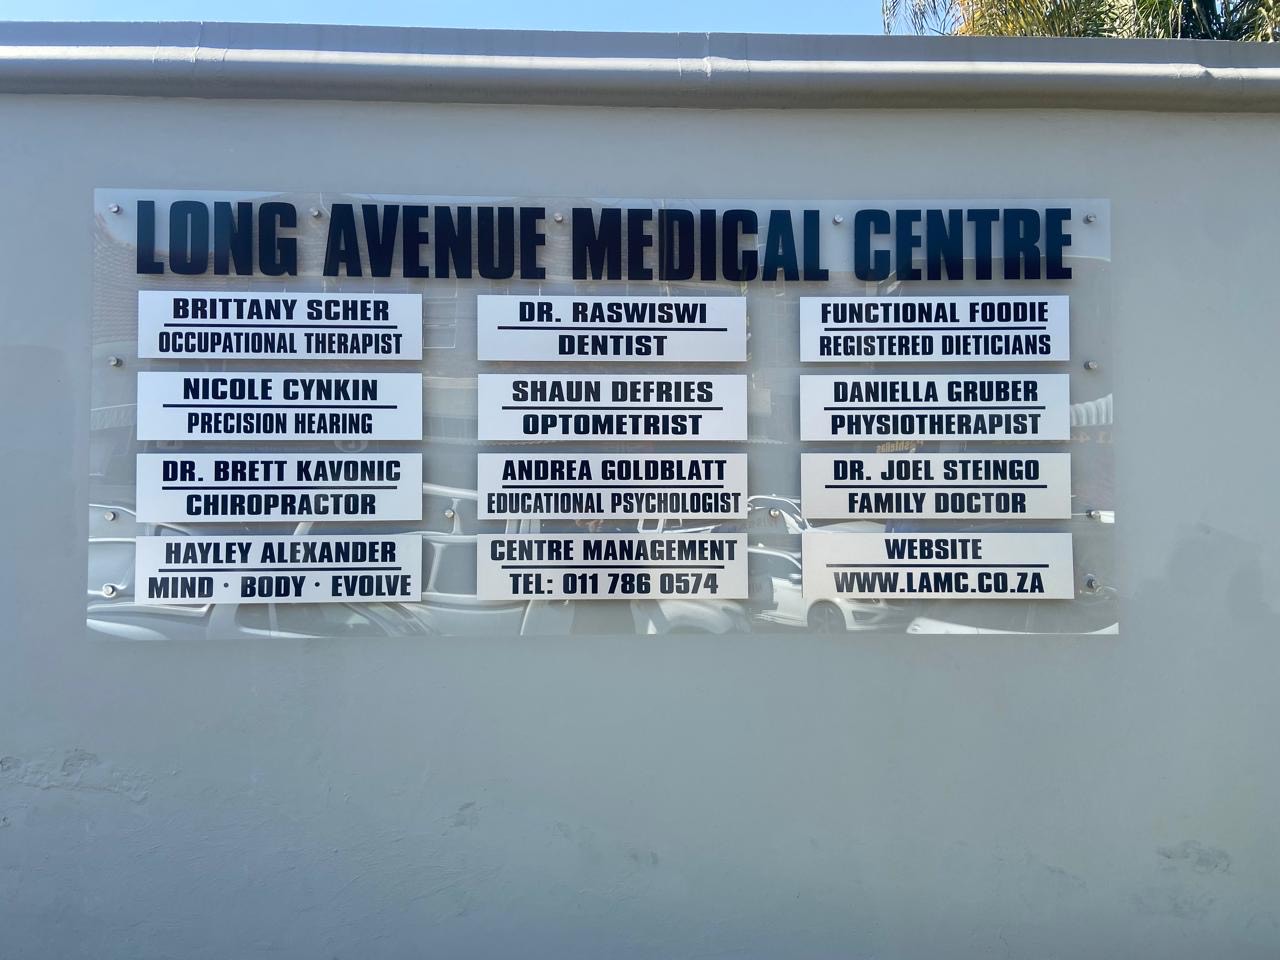 LONG AVENUE MEDICAL CENTRE
BRITTANY SCHER
OCCUPATIONAL THERAPIST
DR. RASWISWI
DENTIST
FUNCTIONAL FOODIE
REGISTERED DIETICIANS
NICOLE CYNKIN
PRECISION HEARING
SHAUN DEFRIES
OPTOMETRIST
DANIELLA GRUBER
PHYSIOTHERAPIST
DR. BRETT KAVONIC
CHIROPRACTOR
ANDREA GOLDBLATT
EDUCATIONAL PSYCHOLOGIST
DR. JOEL STEINGO
FAMILY DOCTOR
HAYLEY ALEXANDER
MIND · BODY · EVOLVE
CENTRE MANAGEMENT
TEL: 011 786 0574
WEBSITE
WWW.LAMC.CO.ZA